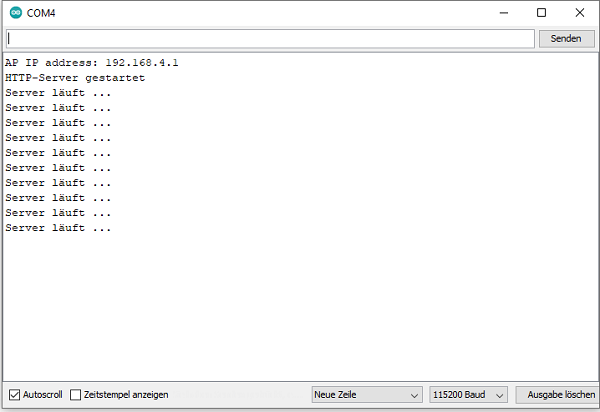 COM4
Senden
AP IP address: 192.168.4.1
HTTP-Server gestartet
Server läuft ...
Server läuft ...
Server läuft ...
Server läuft ...
Server läuft ...
Server läuft ...
Server läuft ...
Server läuft ...
Server läuft ...
Server läuft ...
Autoscroll Zeitstempel anzeigen Neue Zeile 115200 Baud Ausgabe löschen